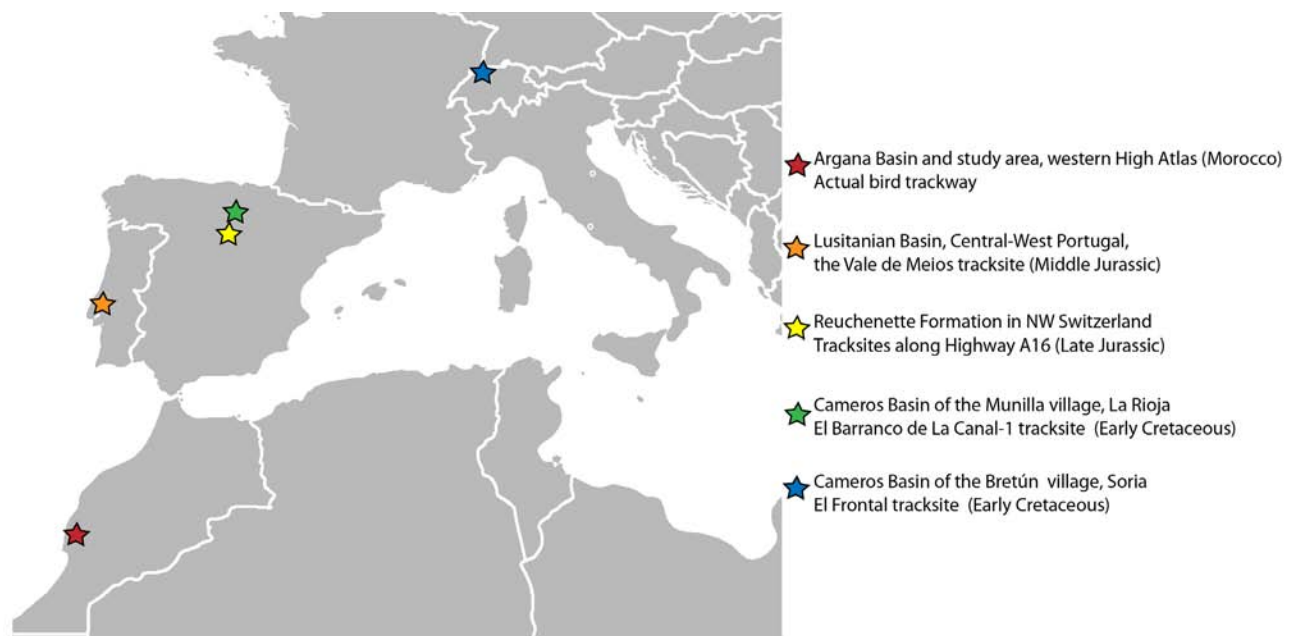 Argana Basin and study area, western High Atlas (Morocco)
Actual bird trackway
Lusitanian Basin, Central-West Portugal,
the Vale de Meios tracksite (Middle Jurassic)
Reuchenette Formation in NW Switzerland
Tracksites along Highway A16 (Late Jurassic)
Cameros Basin of the Munilla village, La Rioja
El Barranco de La Canal-1 tracksite (Early Cretaceous)
Cameros Basin of the Bretún village, Soria
El Frontal tracksite (Early Cretaceous)